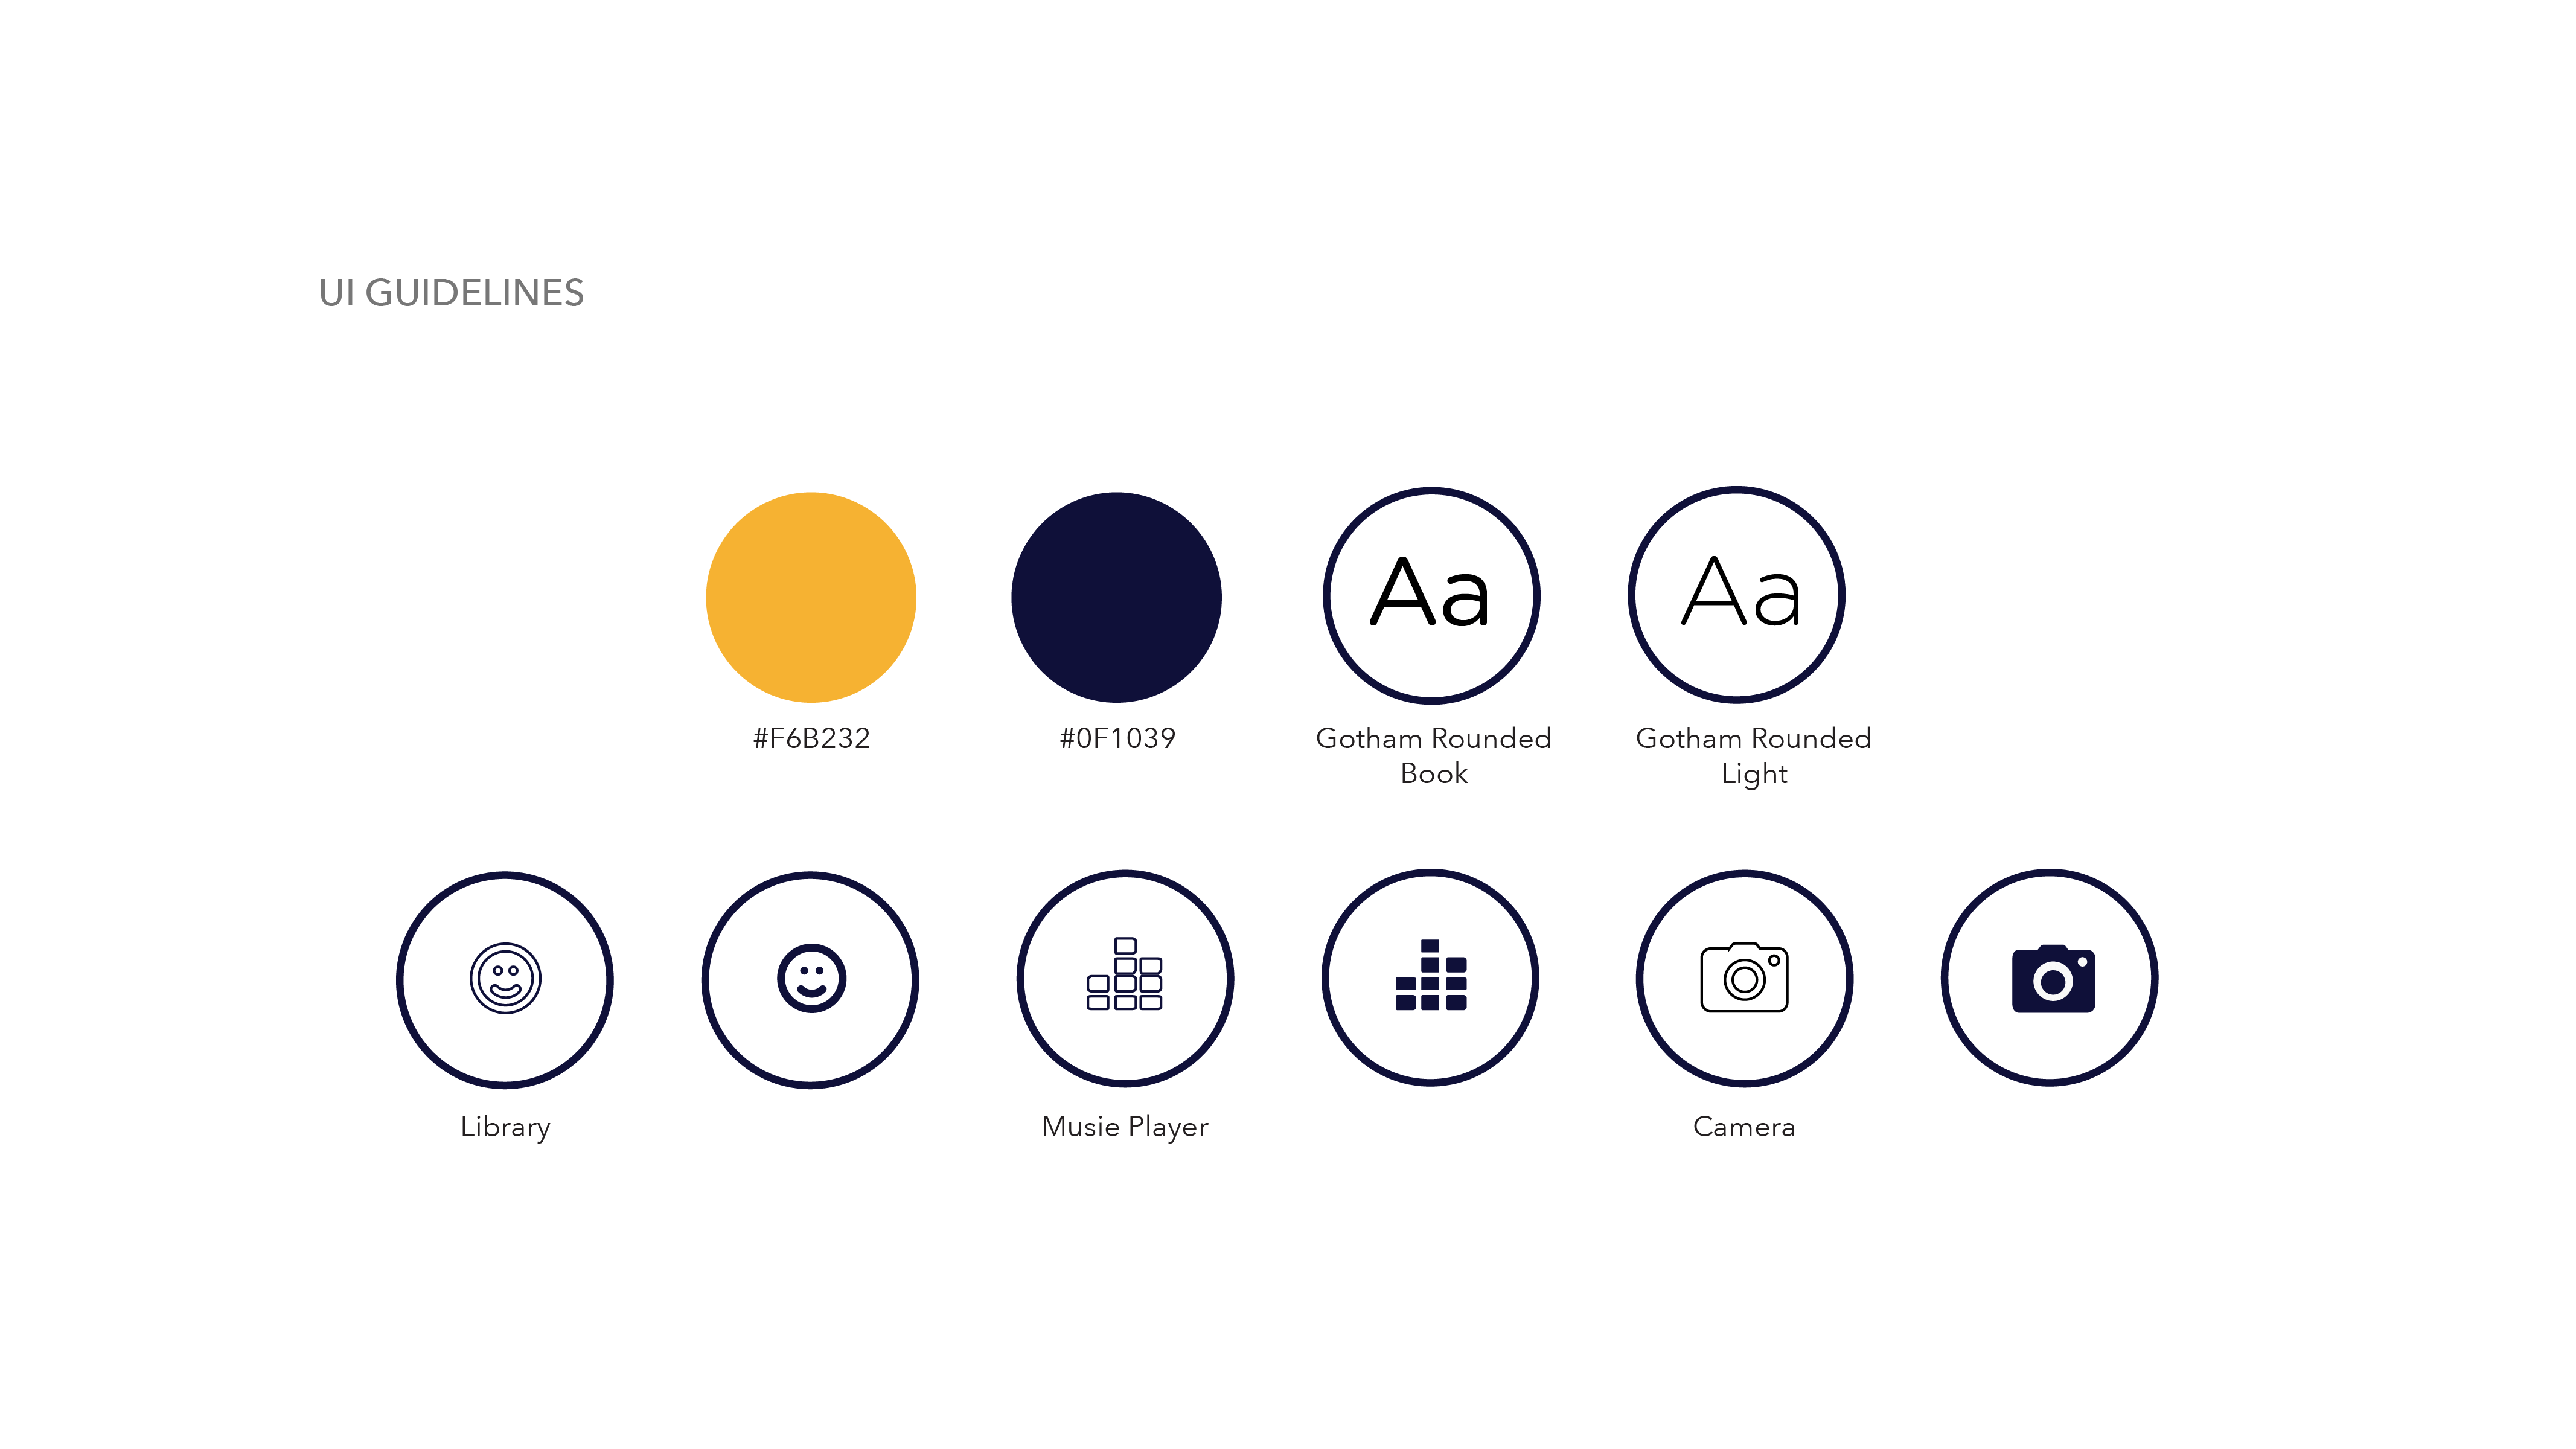 UI GUIDELINES
Aa
Aa
#F6B232
#0F1039
Gotham Rounded
Book
Gotham Rounded
Light
Library
Musie Player
Camera